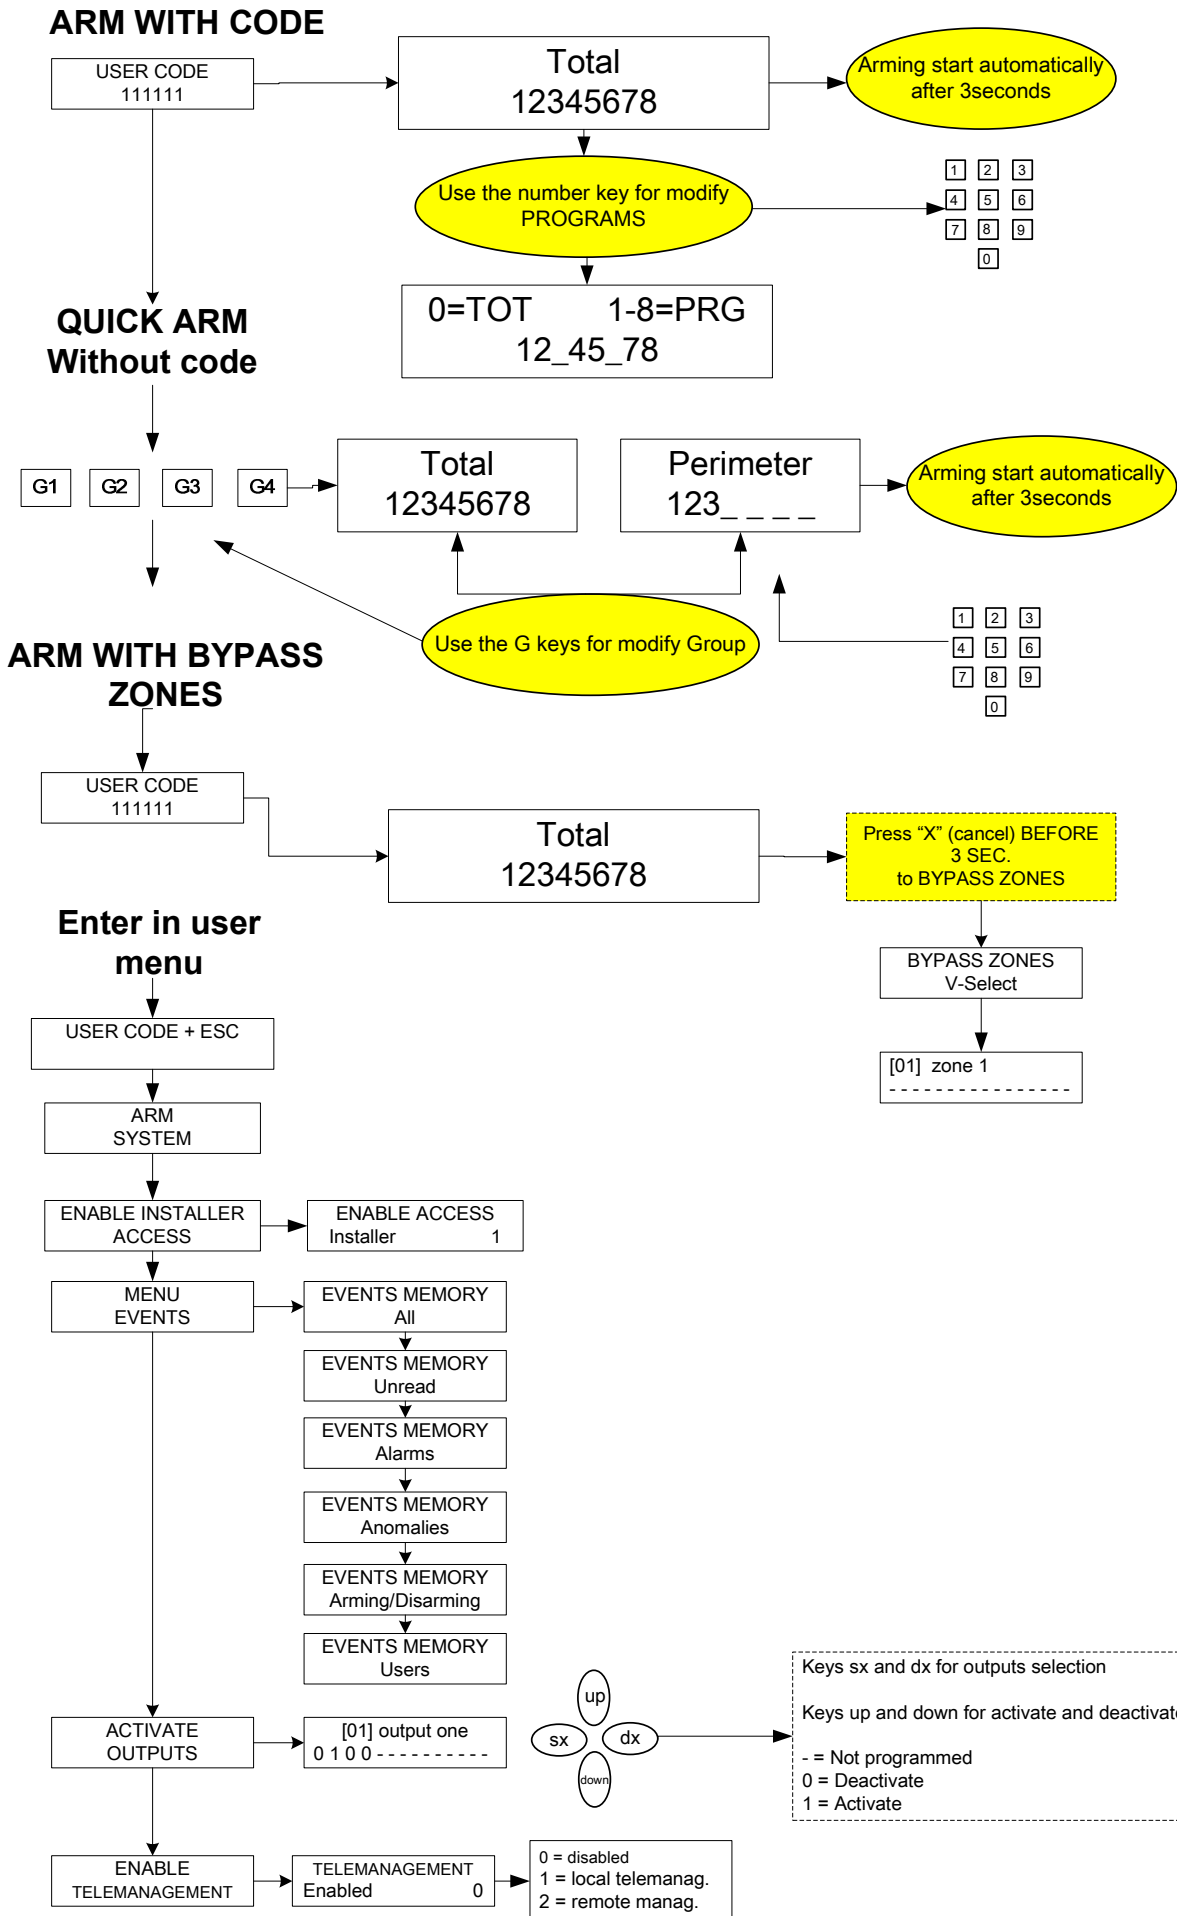 ARM WITH CODE
USER CODE
111111
Total
12345678
Arming start automatically
after 3seconds
Use the number key for modify
PROGRAMS
1 2 3
4 5 6
7 8 9
0
0=TOT 1-8=PRG
12_45_78
QUICK ARM
Without code
G1 G2 G3 G4
Total
12345678
Perimeter
123_ _ _ _
Arming start automatically
after 3seconds
Use the G keys for modify Group
1 2 3
4 5 6
7 8 9
0
ARM WITH BYPASS
ZONES
USER CODE
111111
Total
12345678
Press “X” (cancel) BEFORE
3 SEC.
to BYPASS ZONES
BYPASS ZONES
V-Select
[01] zone 1
- - - - - - - - - - - - - - - -
Enter in user
menu
USER CODE + ESC
ARM
SYSTEM
ENABLE INSTALLER
ACCESS
ENABLE ACCESS
Installer 1
MENU
EVENTS
EVENTS MEMORY
All
EVENTS MEMORY
Unread
EVENTS MEMORY
Alarms
EVENTS MEMORY
Anomalies
EVENTS MEMORY
Arming/Disarming
EVENTS MEMORY
Users
ACTIVATE
OUTPUTS
[01] output one
0 1 0 0 - - - - - - - - - -
up
sx dx
down
Keys sx and dx for outputs selection
Keys up and down for activate and deactivate
- = Not programmed
0 = Deactivate
1 = Activate
ENABLE
TELEMANAGEMENT
TELEMANAGEMENT
Enabled 0
0 = disabled
1 = local telemanag.
2 = remote manag.